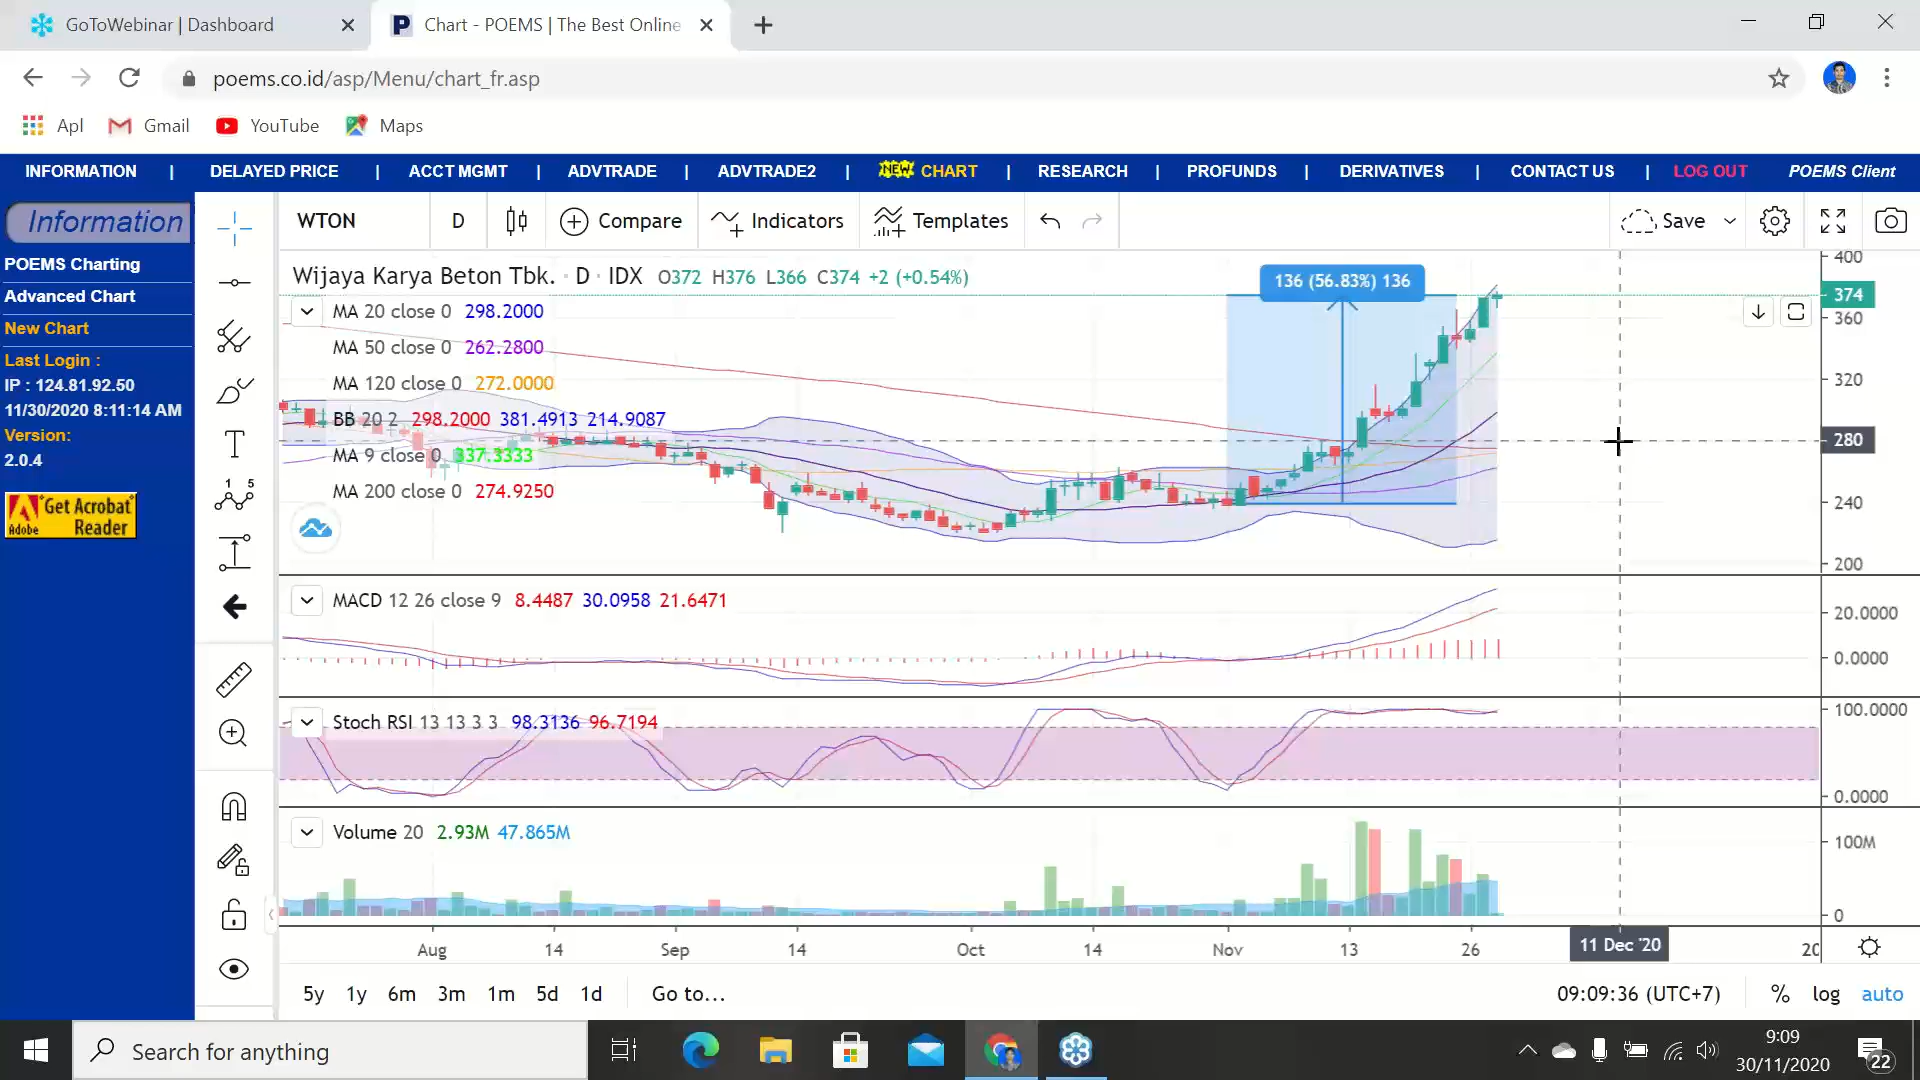 GoToWebinar | Dashboard
Chart - POEMS | The Best Online
poems.co.id/asp/Menu/chart_fr.asp
Apl Gmail YouTube Maps
INFORMATION | DELAYED PRICE | ACCT MGMT | ADVTRADE | ADVTRADE2 | NEW CHART | RESEARCH | PROFUNDS | DERIVATIVES | CONTACT US | LOG OUT POEMS Client
Information
POEMS Charting
Advanced Chart
New Chart
Last Login :
IP : 124.81.92.50
11/30/2020 8:11:14 AM
Version:
2.0.4
Get Acrobat
Adobe Reader
WTON D Compare Indicators Templates Save
Wijaya Karya Beton Tbk. · D · IDX O372 H376 L366 C374 +2 (+0.54%)
136 (56.83%) 136
MA 20 close 0 298.2000
MA 50 close 0 262.2800
MA 120 close 0 272.0000
BB 20 2 298.2000 381.4913 214.9087
MA 9 close 0 337.3333
MA 200 close 0 274.9250
400
374
360
320
280
240
200
MACD 12 26 close 9 8.4487 30.0958 21.6471
20.0000
0.0000
Stoch RSI 13 13 3 3 98.3136 96.7194
100.0000
0.0000
Volume 20 2.93M 47.865M
100M
0
Aug 14 Sep 14 Oct 14 Nov 13 26 11 Dec '20 20
5y 1y 6m 3m 1m 5d 1d Go to... 09:09:36 (UTC+7) % log auto
1 5
T
Search for anything
9:09
30/11/2020
22